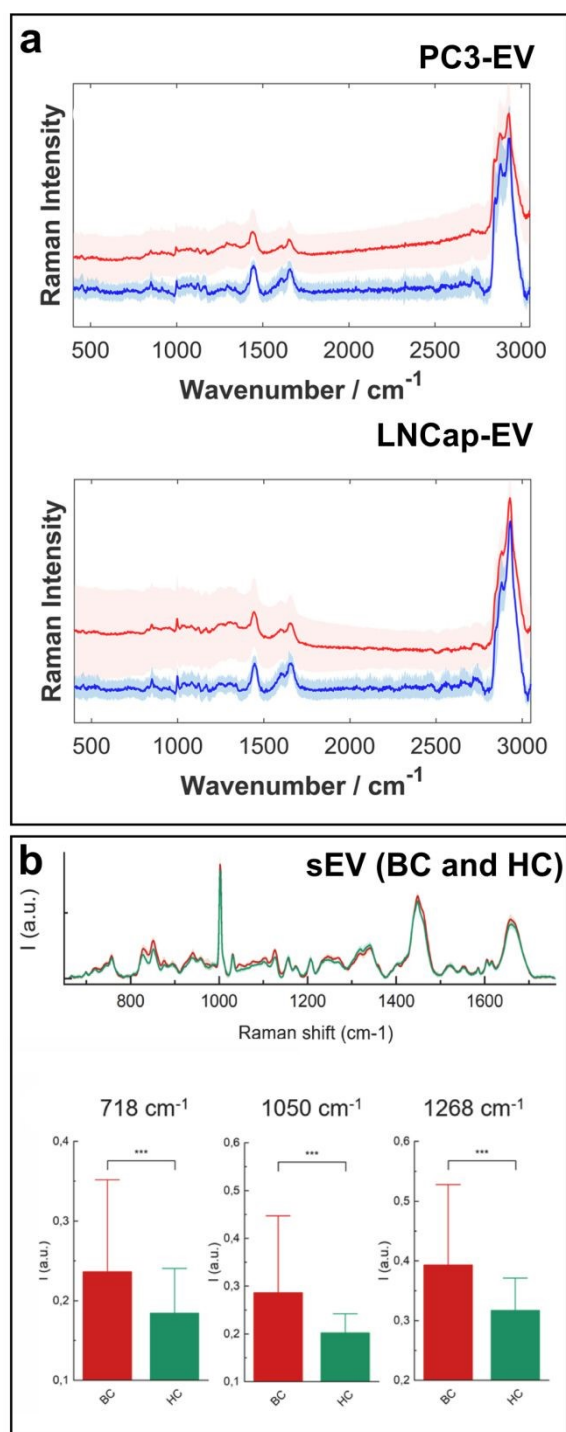 a
PC3-EV
Raman Intensity
500 1000 1500 2000 2500 3000
Wavenumber / cm-1
LNCap-EV
Raman Intensity
500 1000 1500 2000 2500 3000
Wavenumber / cm-1
b
sEV (BC and HC)
I (a.u.)
800 1000 1200 1400 1600
Raman shift (cm-1)
718 cm-1 1050 cm-1 1268 cm-1
0,4
0,3
0,2
0,1
I (a.u.)
***
BC HC
0,6
0,5
0,4
0,3
0,2
0,1
I (a.u.)
***
BC HC
0,6
0,5
0,4
0,3
0,2
I (a.u.)
***
BC HC